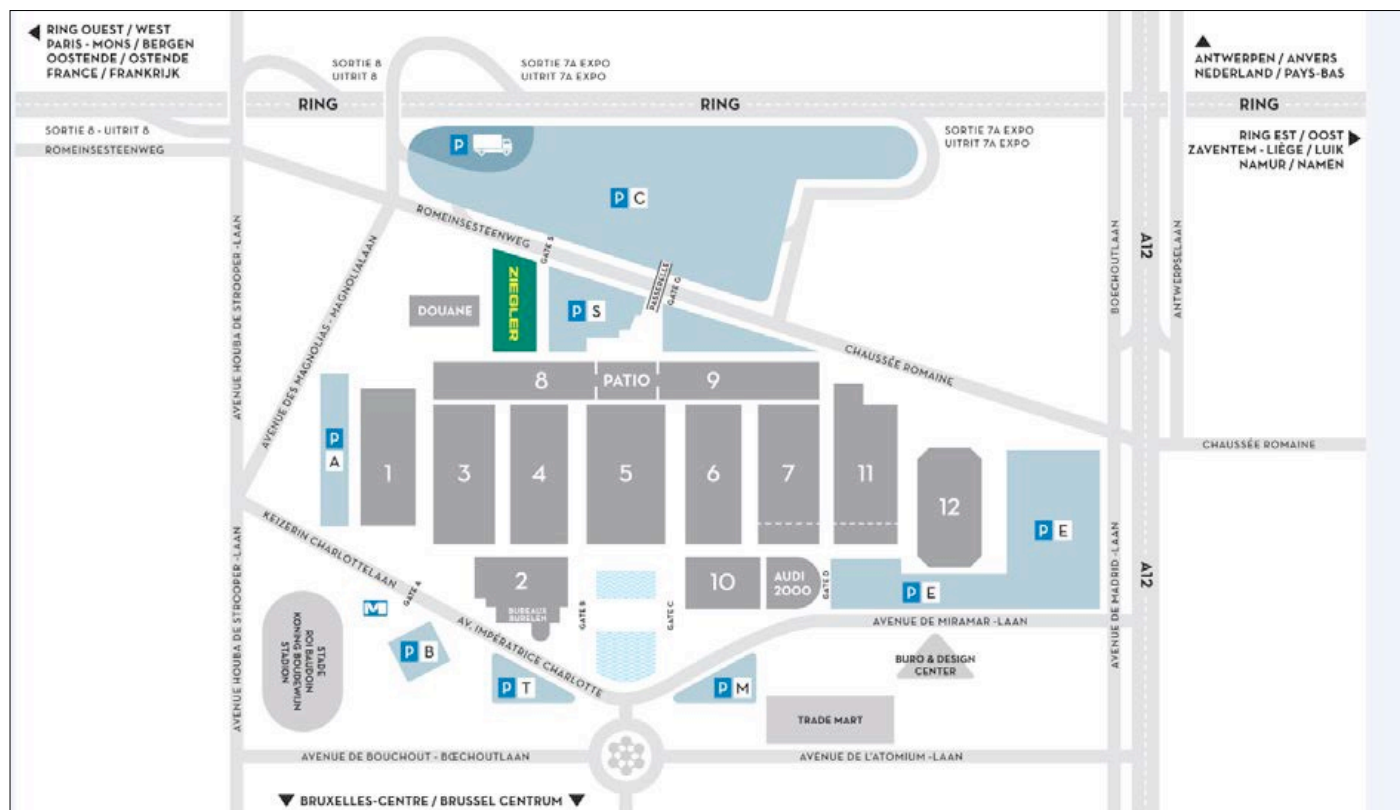 RING OUEST / WEST
PARIS - MONS / BERGEN
OOSTENDE / OSTENDE
FRANCE / FRANKRIJK
SORTIE 8
UITRIT 8
SORTIE 7A EXPO
UITRIT 7A EXPO
ANTWERPEN / ANVERS
NEDERLAND / PAYS-BAS
RING
RING
RING
SORTIE 8 - UITRIT 8
ROMEINSESTEENWEG
SORTIE 7A EXPO
UITRIT 7A EXPO
RING EST / OOST
ZAVENTEM - LIÈGE / LUIK
NAMUR / NAMEN
P
P C
ROMEINSESTEENWEG
GATE S
PASSERELLE
GATE G
AVENUE HOUBA DE STROOPER -LAAN
AVENUE DES MAGNOLIAS - MAGNOLIALAAN
BOECHOUTLAAN
A12
ANTWERPSELAAN
DOUANE
ZIEGLER
P S
CHAUSSÉE ROMAINE
CHAUSSÉE ROMAINE
8
PATIO
9
P
A
1
3
4
5
6
7
11
12
P E
KEIZERIN CHARLOTTELAAN
GATE A
2
BUREAUX
BURELEN
GATE B
GATE C
10
AUDI
2000
GATE D
P E
AVENUE DE MADRID -LAAN
A12
AVENUE HOUBA DE STROOPER -LAAN
M
STADE
ROI BAUDOIN
KONING BOUDEWIJN
STADION
P B
AV. IMPÉRATRICE CHARLOTTE
AVENUE DE MIRAMAR -LAAN
BURO & DESIGN
CENTER
P T
P M
TRADE MART
AVENUE DE BOUCHOUT - BŒCHOUTLAAN
AVENUE DE L'ATOMIUM -LAAN
BRUXELLES-CENTRE / BRUSSEL CENTRUM